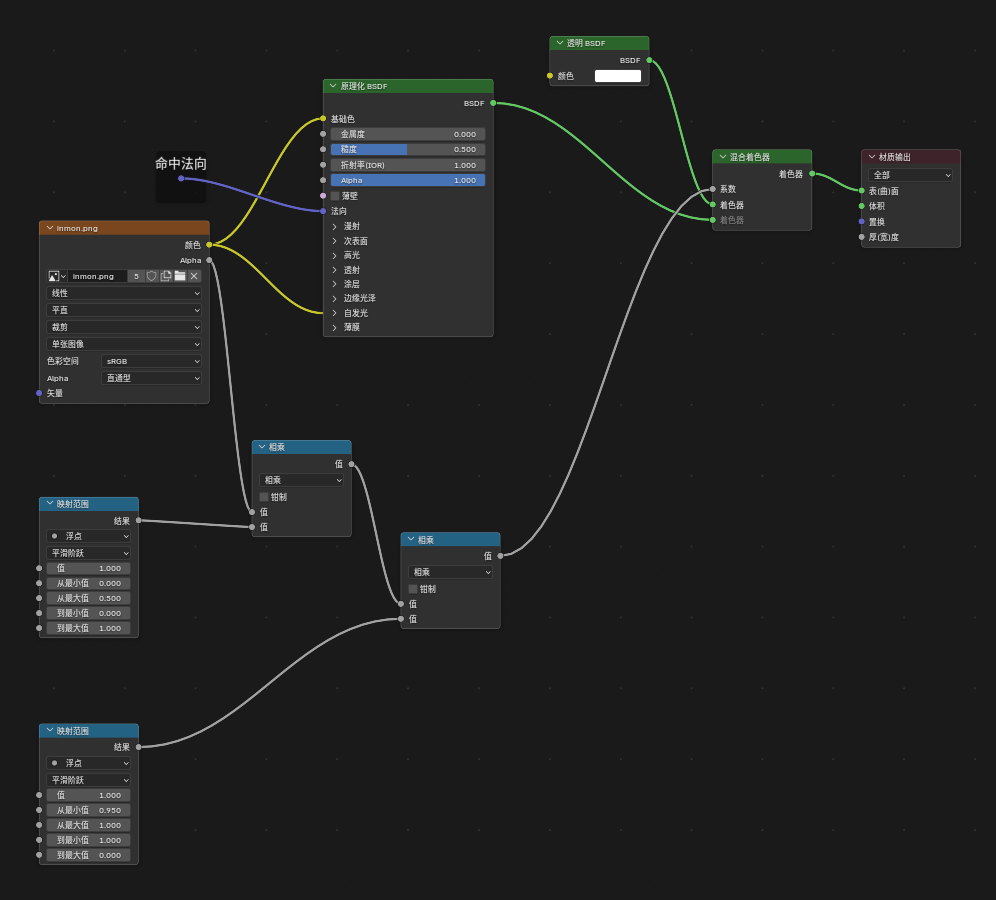 透明 BSDF
BSDF
颜色
原理化 BSDF
BSDF
基础色
金属度 0.000
糙度 0.500
折射率(IOR) 1.000
Alpha 1.000
薄壁
法向
漫射
次表面
高光
透射
涂层
边缘光泽
自发光
薄膜
命中法向
混合着色器
着色器
系数
着色器
着色器
材质输出
全部
表(曲)面
体积
置换
厚(宽)度
lnmon.png
颜色
Alpha
lnmon.png 5
线性
平直
裁剪
单张图像
色彩空间 sRGB
Alpha 直通型
矢量
相乘
值
相乘
钳制
值
值
映射范围
结果
浮点
平滑阶跃
值 1.000
从最小值 0.000
从最大值 0.500
到最小值 0.000
到最大值 1.000
相乘
值
相乘
钳制
值
值
映射范围
结果
浮点
平滑阶跃
值 1.000
从最小值 0.950
从最大值 1.000
到最小值 1.000
到最大值 0.000